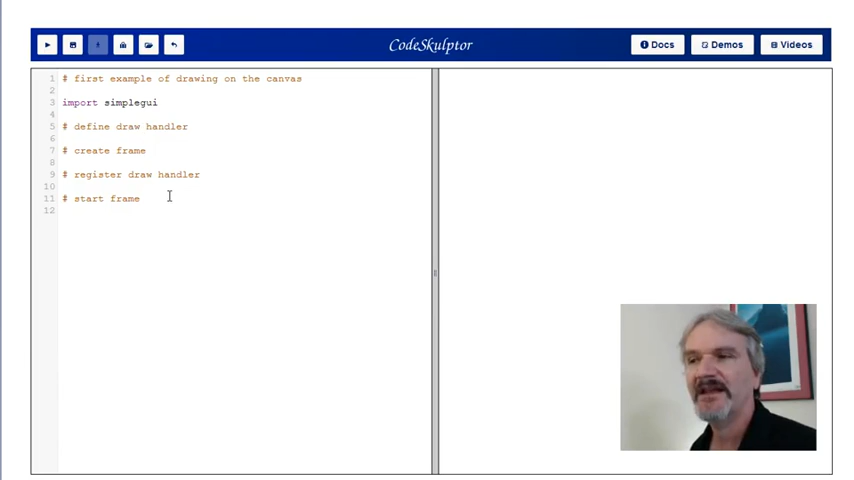 CodeSkulptor
Docs
Demos
Videos
1 # first example of drawing on the canvas
2
3 import simplegui
4
5 # define draw handler
6
7 # create frame
8
9 # register draw handler
10
11 # start frame
12